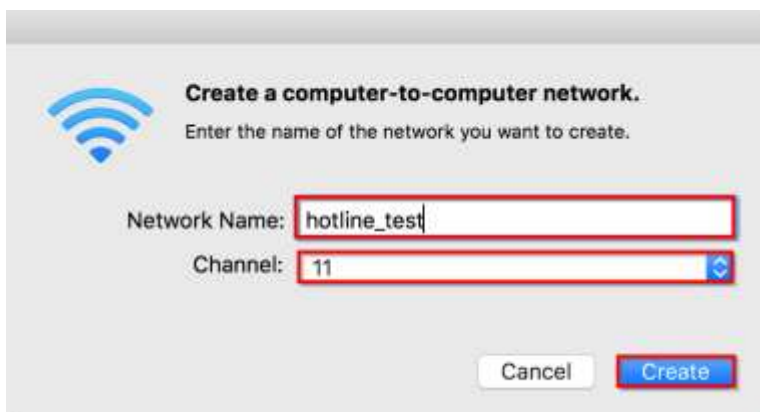 Create a computer-to-computer network.
Enter the name of the network you want to create.
Network Name: hotline_test
Channel: 11
Cancel Create